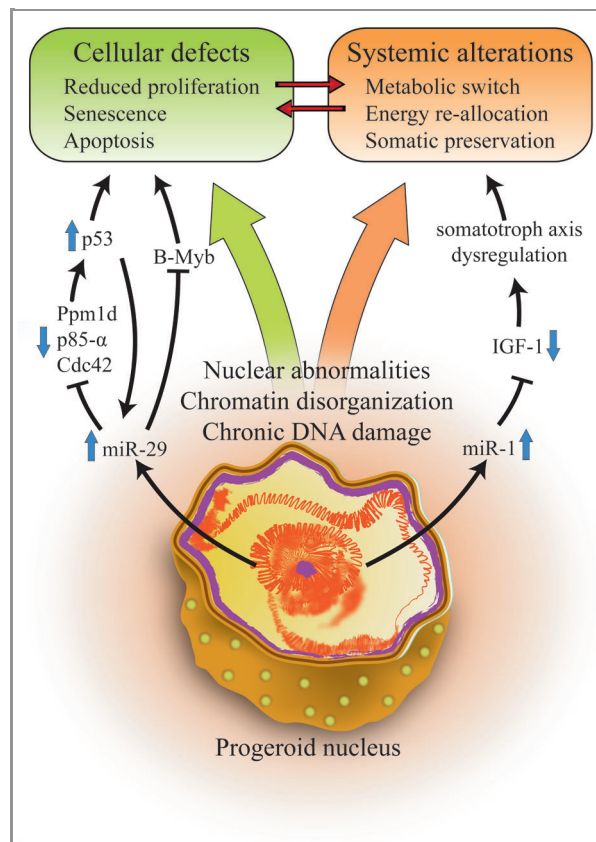 Cellular defects
Reduced proliferation
Senescence
Apoptosis
Systemic alterations
Metabolic switch
Energy re-allocation
Somatic preservation
p53
B-Myb
Ppm1d
p85-α
Cdc42
miR-29
somatotroph axis
dysregulation
IGF-1
miR-1
Nuclear abnormalities
Chromatin disorganization
Chronic DNA damage
Progeroid nucleus